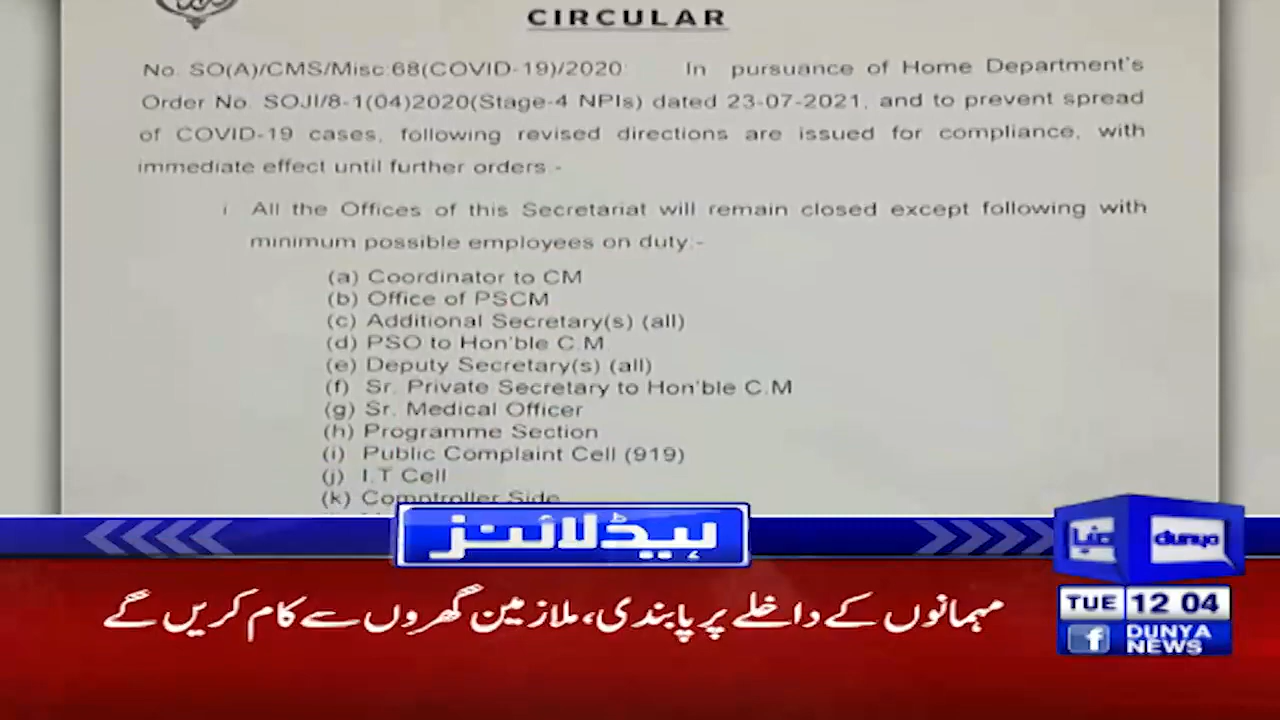 CIRCULAR
No. SO(A)/CMS/Misc:68(COVID-19)/2020: In pursuance of Home Department's
Order No. SOJI/8-1(04)2020(Stage-4 NPIs) dated 23-07-2021, and to prevent spread
of COVID-19 cases, following revised directions are issued for compliance, with
immediate effect until further orders:-
i. All the Offices of this Secretariat will remain closed except following with
minimum possible employees on duty:-
(a) Coordinator to CM
(b) Office of PSCM
(c) Additional Secretary(s) (all)
(d) PSO to Hon'ble C.M
(e) Deputy Secretary(s) (all)
(f) Sr. Private Secretary to Hon'ble C.M
(g) Sr. Medical Officer
(h) Programme Section
(i) Public Complaint Cell (919)
(j) I.T Cell
(k) Comptroller Side
ہیڈلائنز
دنیا dunya
مہمانوں کے داخلے پر پابندی، ملازمین گھروں سے کام کریں گے
TUE 12 04
f DUNYA NEWS